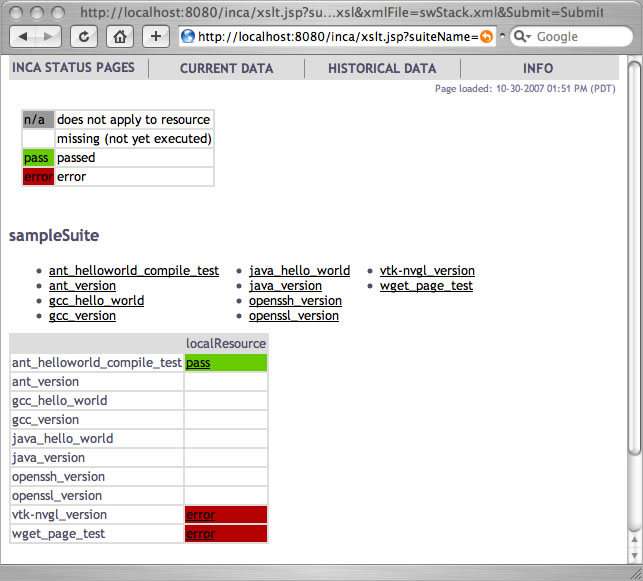 http://localhost:8080/inca/xslt.jsp?su...xsl&xmlFile=swStack.xml&Submit=Submit
http://localhost:8080/inca/xslt.jsp?suiteName= Google
INCA STATUS PAGES CURRENT DATA HISTORICAL DATA INFO
Page loaded: 10-30-2007 01:51 PM (PDT)
n/a does not apply to resource
missing (not yet executed)
pass passed
error error
sampleSuite
ant_helloworld_compile_test java_hello_world vtk-nvgl_version
ant_version java_version wget_page_test
gcc_hello_world openssh_version
gcc_version openssl_version
localResource
ant_helloworld_compile_test pass
ant_version
gcc_hello_world
gcc_version
java_hello_world
java_version
openssh_version
openssl_version
vtk-nvgl_version error
wget_page_test error